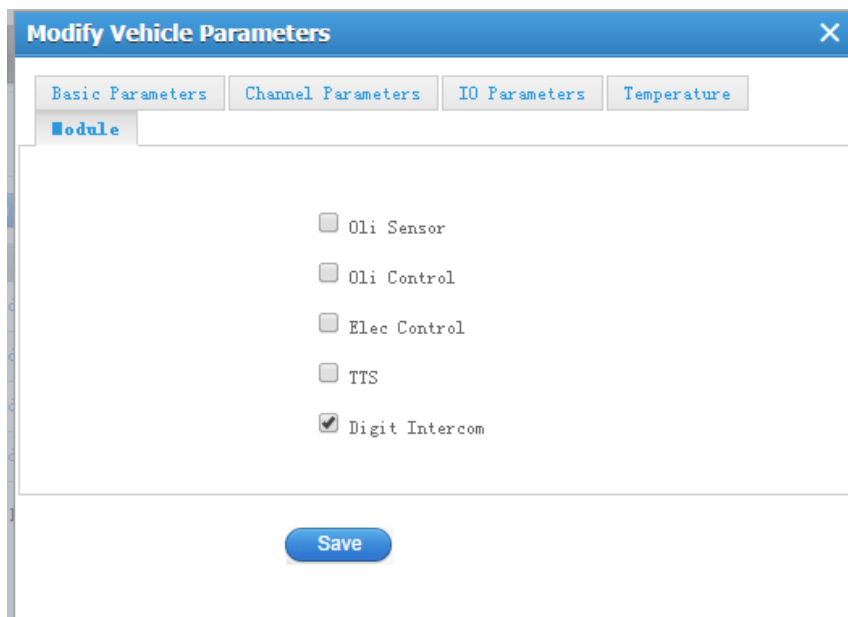 Modify Vehicle Parameters
Basic Parameters Channel Parameters IO Parameters Temperature
Module
Oli Sensor
Oli Control
Elec Control
TTS
Digit Intercom
Save